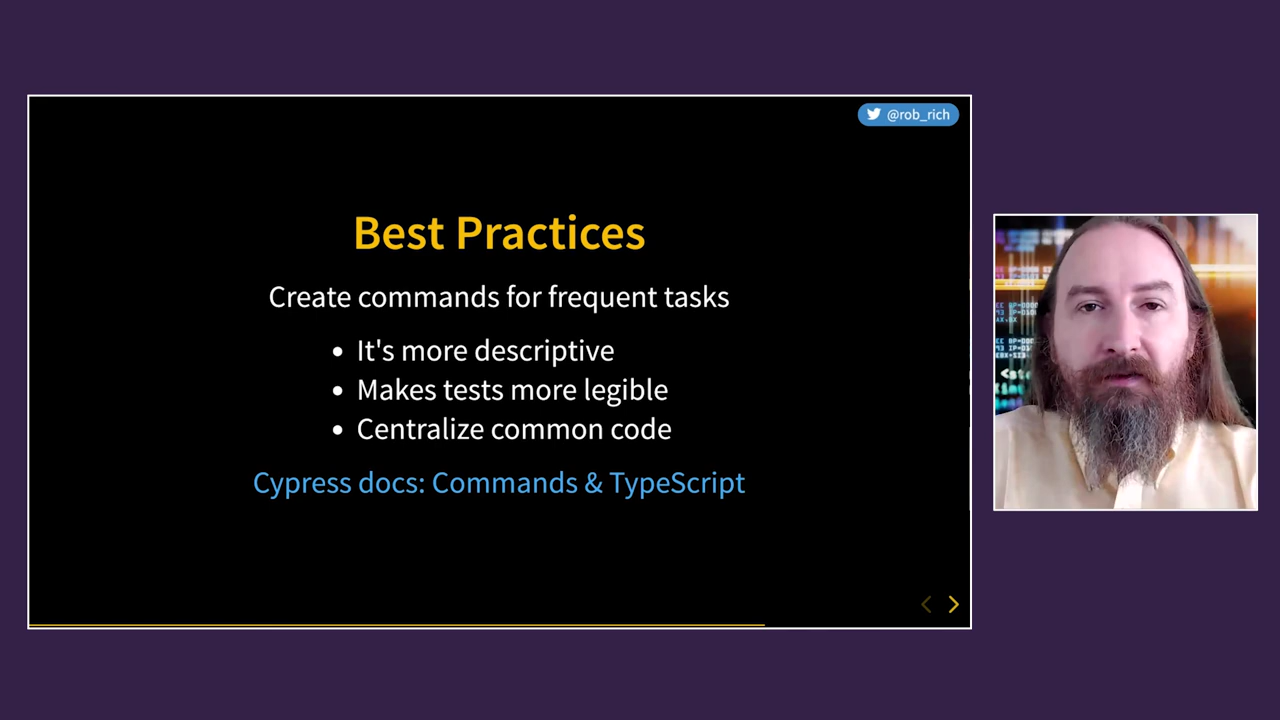 @rob_rich
Best Practices
Create commands for frequent tasks
• It's more descriptive
• Makes tests more legible
• Centralize common code
Cypress docs: Commands & TypeScript